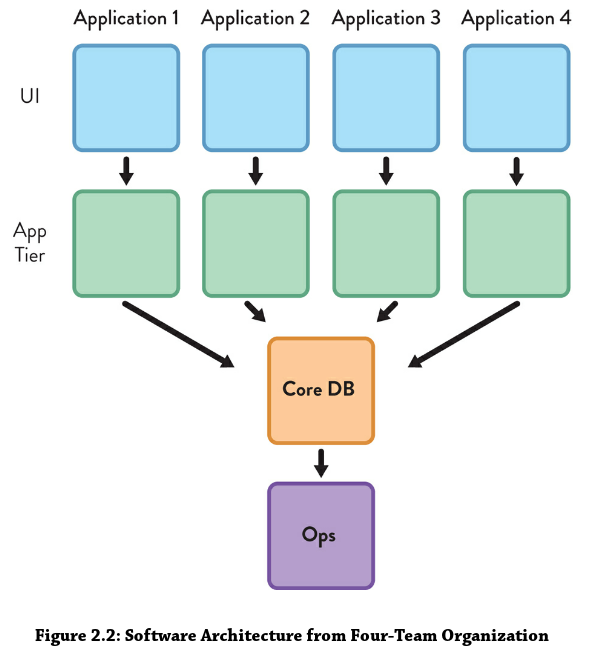 Application 1 Application 2 Application 3 Application 4
UI
App
Tier
Core DB
Ops
Figure 2.2: Software Architecture from Four-Team Organization